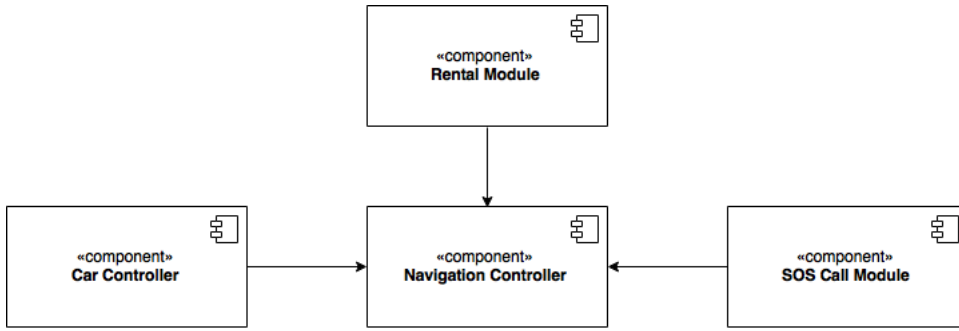 «component»
Rental Module
«component»
Car Controller
«component»
Navigation Controller
«component»
SOS Call Module